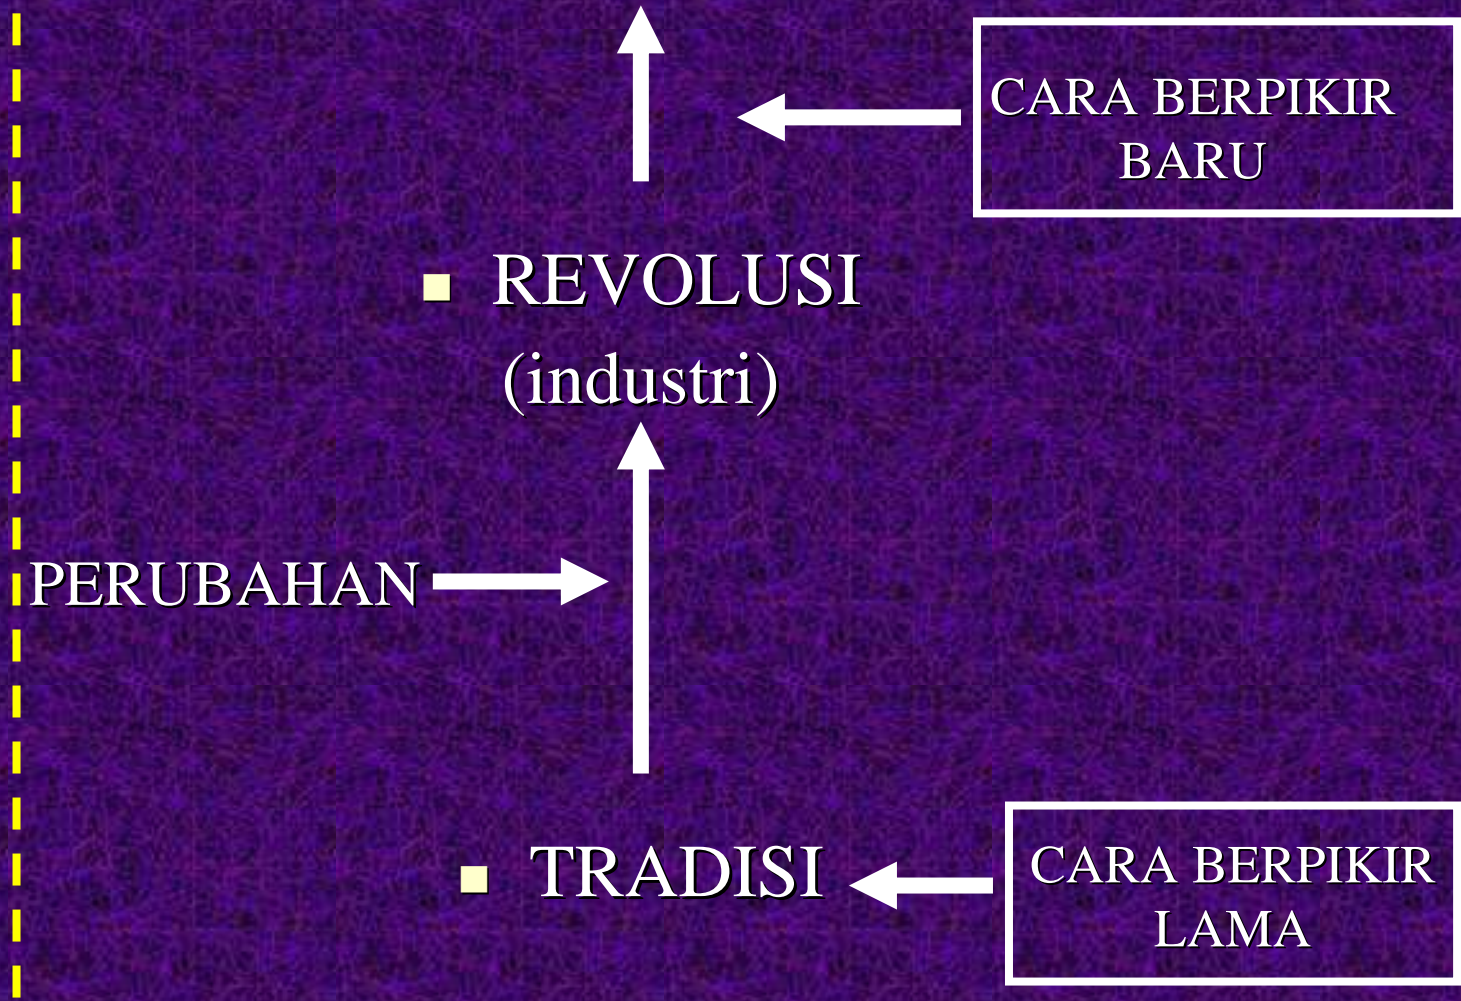 CARA BERPIKIR
BARU
REVOLUSI
(industri)
PERUBAHAN
TRADISI
CARA BERPIKIR
LAMA